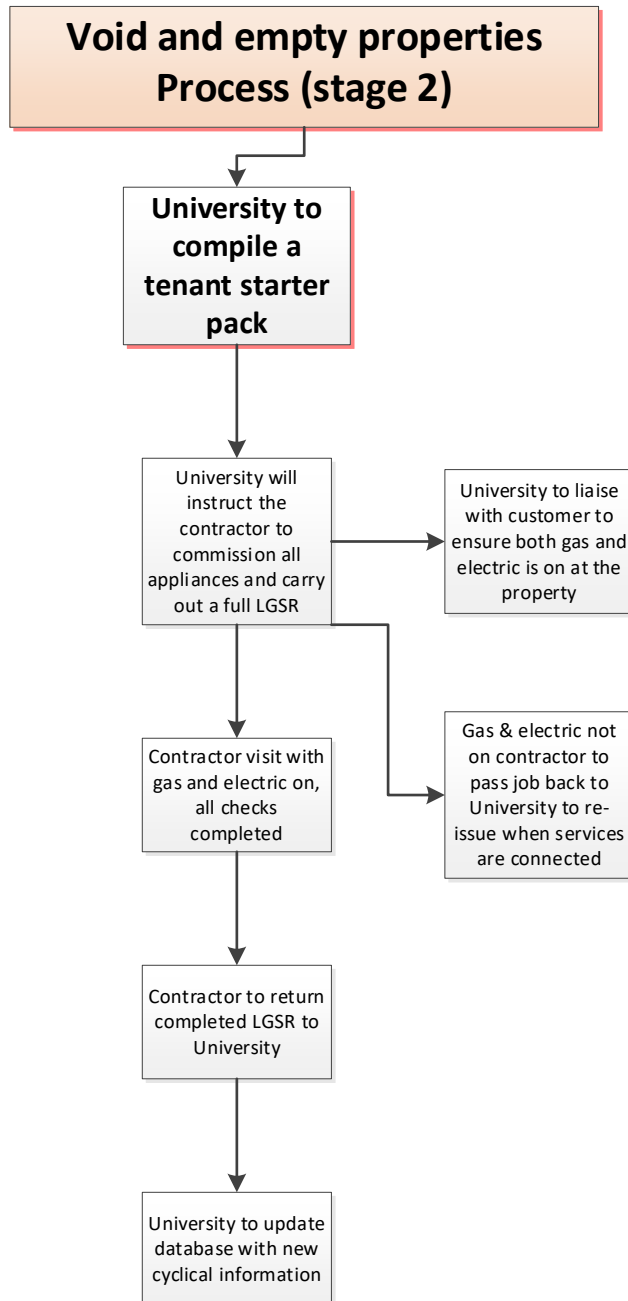 Void and empty properties
Process (stage 2)
University to
compile a
tenant starter
pack
University will
instruct the
contractor to
commission all
appliances and carry
out a full LGSR
University to liaise
with customer to
ensure both gas and
electric is on at the
property
Contractor visit with
gas and electric on,
all checks
completed
Gas & electric not
on contractor to
pass job back to
University to re-
issue when services
are connected
Contractor to return
completed LGSR to
University
University to update
database with new
cyclical information